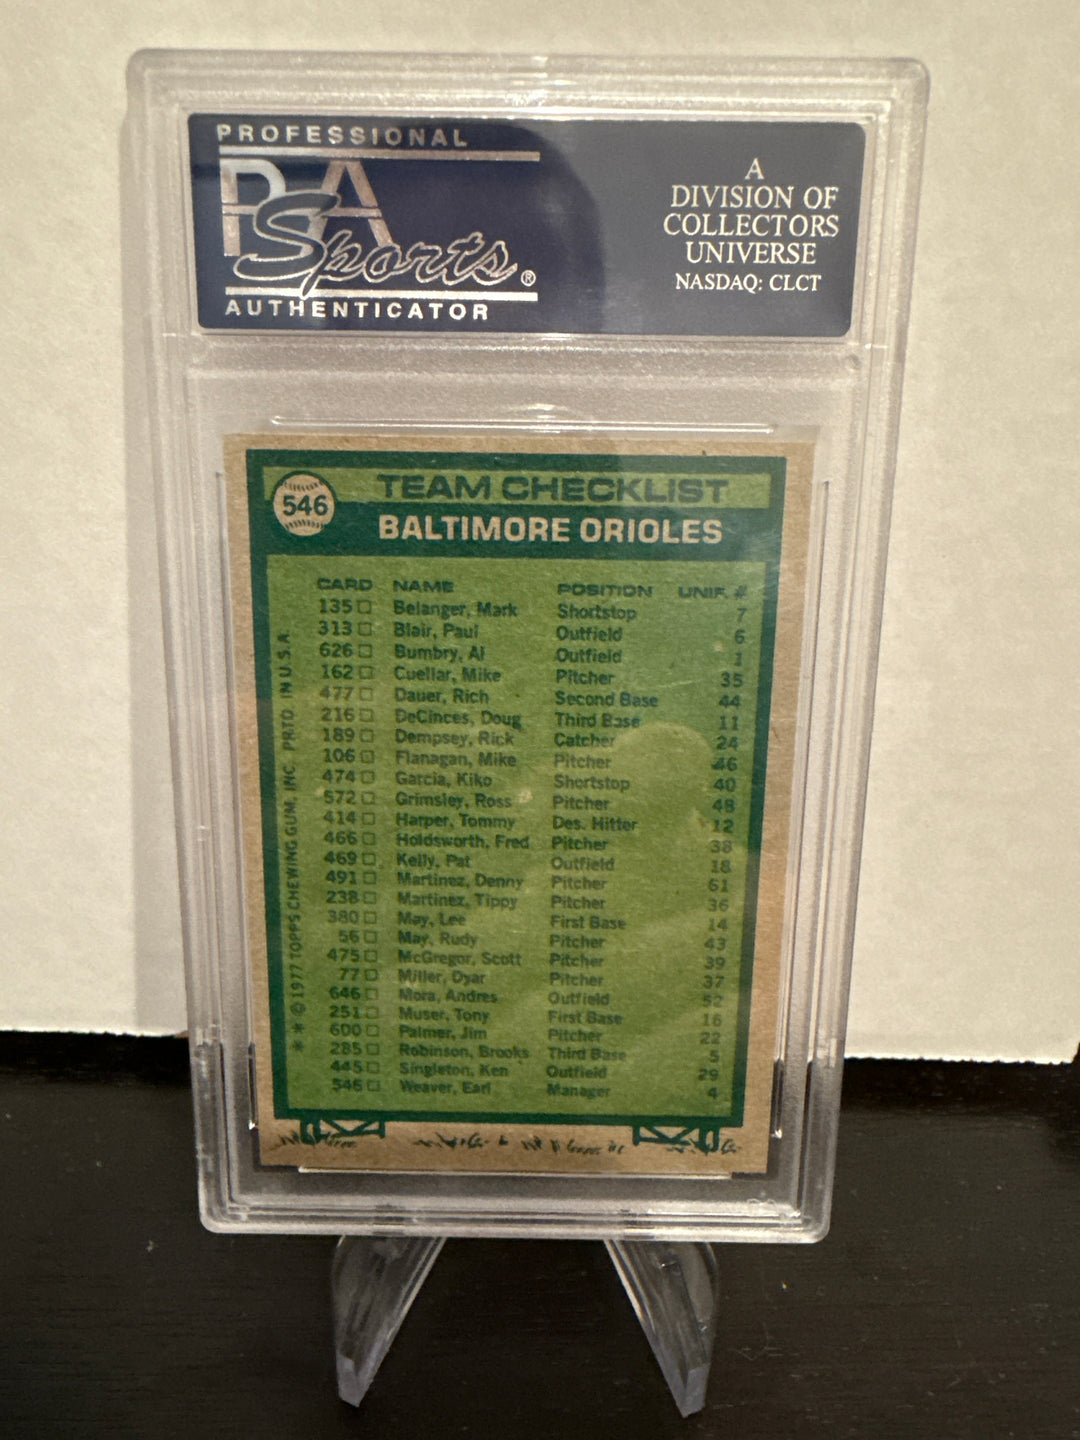 PROFESSIONAL
PSA
Sports®
AUTHENTICATOR
A
DIVISION OF
COLLECTORS
UNIVERSE
NASDAQ: CLCT
546
TEAM CHECKLIST
BALTIMORE ORIOLES
CARD NAME POSITION UNIF. #
135 □ Belanger, Mark Shortstop 7
313 □ Blair, Paul Outfield 6
626 □ Bumbry, Al Outfield 1
162 □ Cuellar, Mike Pitcher 35
477 □ Dauer, Rich Second Base 44
216 □ DeCinces, Doug Third Base 11
189 □ Dempsey, Rick Catcher 24
106 □ Flanagan, Mike Pitcher 46
474 □ Garcia, Kiko Shortstop 40
572 □ Grimsley, Ross Pitcher 48
414 □ Harper, Tommy Des. Hitter 12
466 □ Holdsworth, Fred Pitcher 38
469 □ Kelly, Pat Outfield 18
491 □ Martinez, Denny Pitcher 61
238 □ Martinez, Tippy Pitcher 36
380 □ May, Lee First Base 14
56 □ May, Rudy Pitcher 43
475 □ McGregor, Scott Pitcher 39
77 □ Miller, Dyar Pitcher 37
646 □ Mora, Andres Outfield 52
251 □ Muser, Tony First Base 16
600 □ Palmer, Jim Pitcher 22
285 □ Robinson, Brooks Third Base 5
445 □ Singleton, Ken Outfield 29
546 □ Weaver, Earl Manager 4
* * © 1977 TOPPS CHEWING GUM, INC. PRTD. IN U.S.A.